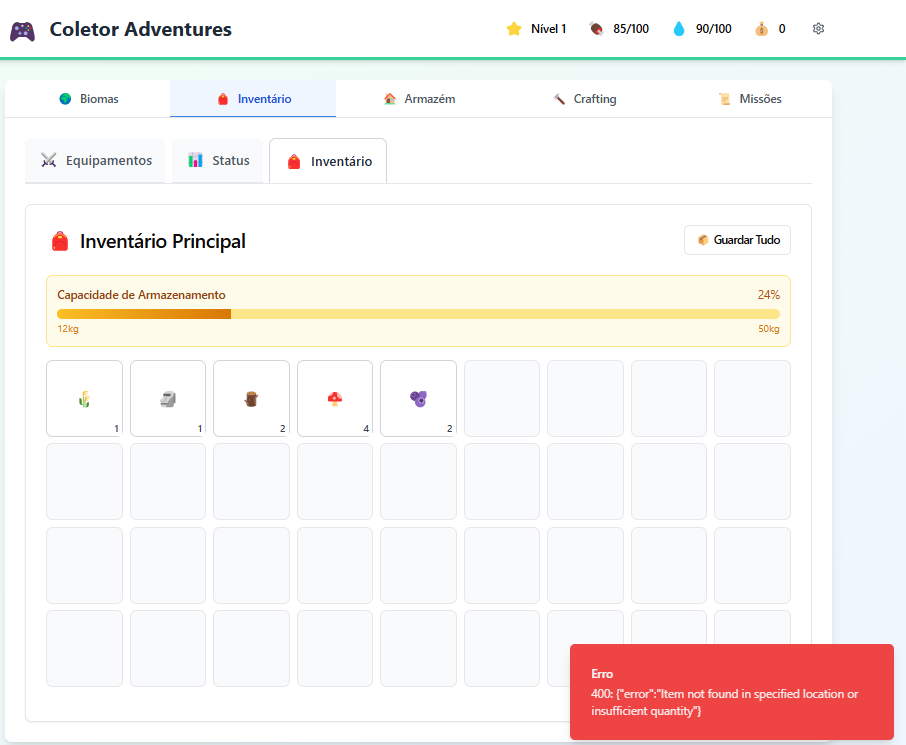 Coletor Adventures
Nível 1 85/100 90/100 0
Biomas Inventário Armazém Crafting Missões
Equipamentos Status Inventário
Inventário Principal Guardar Tudo
Capacidade de Armazenamento 24%
12kg 50kg
1 1 2 4 2
Erro
400: {"error":"Item not found in specified location or
insufficient quantity"}